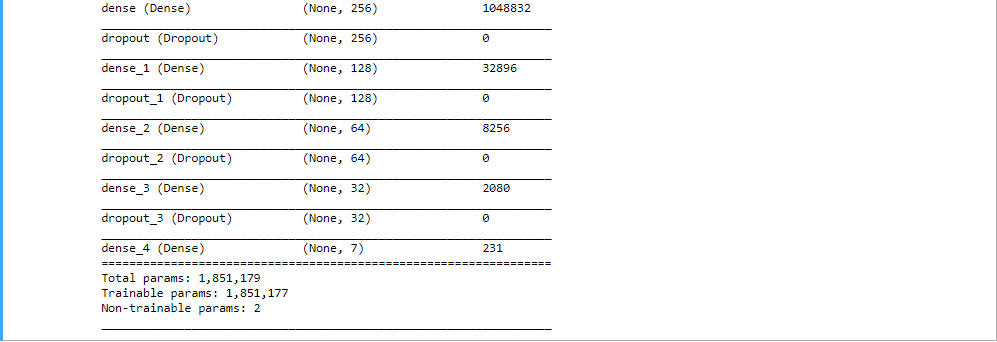 dense (Dense) (None, 256) 1048832
_________________________________________________________________
dropout (Dropout) (None, 256) 0
_________________________________________________________________
dense_1 (Dense) (None, 128) 32896
_________________________________________________________________
dropout_1 (Dropout) (None, 128) 0
_________________________________________________________________
dense_2 (Dense) (None, 64) 8256
_________________________________________________________________
dropout_2 (Dropout) (None, 64) 0
_________________________________________________________________
dense_3 (Dense) (None, 32) 2080
_________________________________________________________________
dropout_3 (Dropout) (None, 32) 0
_________________________________________________________________
dense_4 (Dense) (None, 7) 231
=================================================================
Total params: 1,851,179
Trainable params: 1,851,177
Non-trainable params: 2
_________________________________________________________________